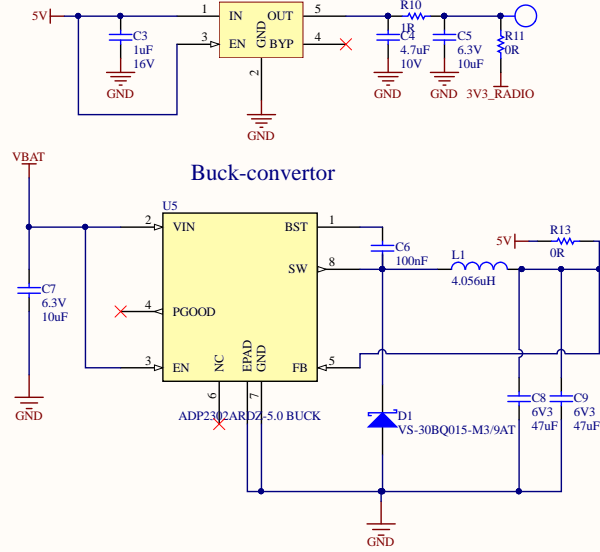 5V
1
IN
OUT
5
R10
1R
3
EN
GND
BYP
4
2
C3
1uF
16V
GND
GND
C4
4.7uF
10V
GND
C5
6.3V
10uF
GND
R11
0R
3V3_RADIO
VBAT
Buck-convertor
U5
2
VIN
BST
1
C6
100nF
SW
8
L1
4.056uH
5V
R13
0R
C7
6.3V
10uF
4
PGOOD
3
EN
NC
EPAD
GND
FB
5
6
7
GND
ADP2302ARDZ-5.0 BUCK
D1
VS-30BQ015-M3/9AT
C8
6V3
47uF
C9
6V3
47uF
GND